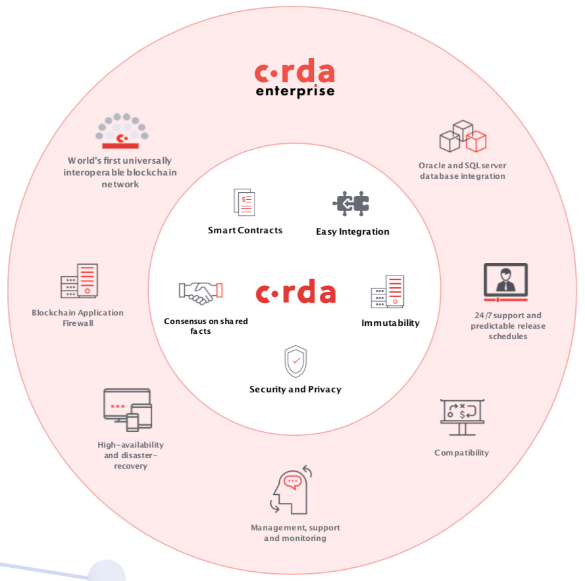 corda
enterprise
World's first universally
interoperable blockchain
network
Oracle and SQL server
database integration
Smart Contracts
Easy Integration
corda
Blockchain Application
Firewall
Consensus on shared
facts
Immutability
24/7 support and
predictable release
schedules
Security and Privacy
High-availability
and disaster-
recovery
Compatibility
Management, support
and monitoring